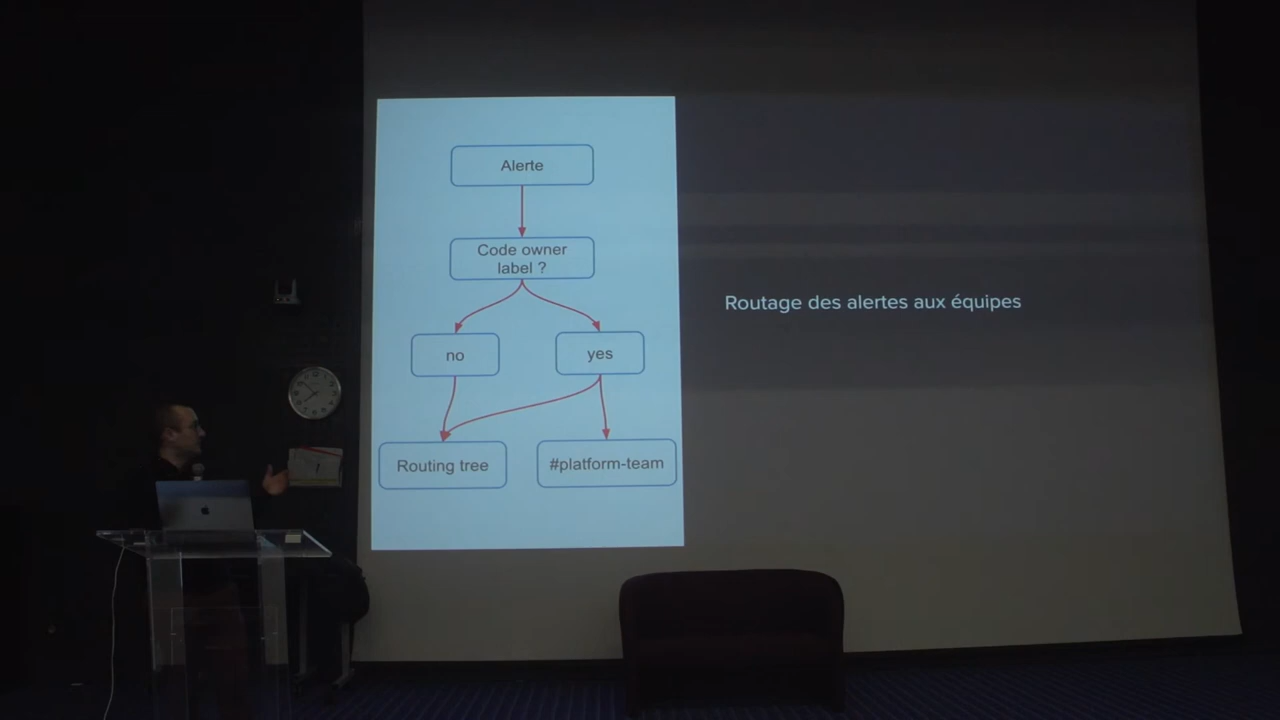 Alerte
Code owner
label ?
no
yes
Routing tree
#platform-team
Routage des alertes aux équipes